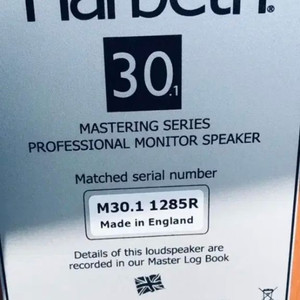 Harbeth®
30.1
MASTERING SERIES
PROFESSIONAL MONITOR SPEAKER
Matched serial number
M30.1 1285R
Made in England
Details of this loudspeaker are
recorded in our Master Log Book